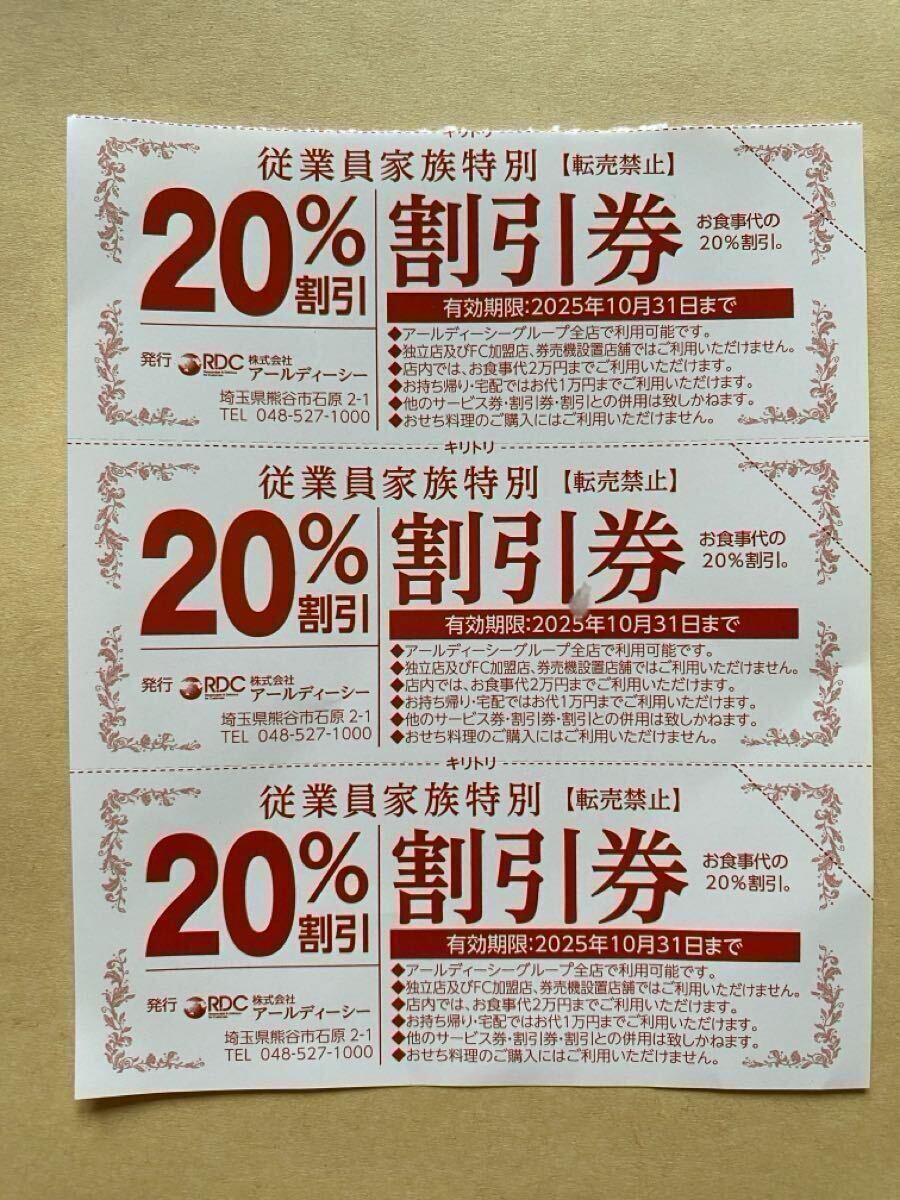 キリトリ
従業員家族特別【転売禁止】
20%割引
割引券
お食事代の
20%割引。
有効期限:2025年10月31日まで
◆アールディーシーグループ全店で利用可能です。
◆独立店及びFC加盟店、券売機設置店舗ではご利用いただけません。
◆店内では、お食事代2万円までご利用いただけます。
◆お持ち帰り・宅配ではお代1万円までご利用いただけます。
◆他のサービス券・割引券・割引との併用は致しかねます。
◆おせち料理のご購入にはご利用いただけません。
発行 RDC 株式会社
アールディーシー
埼玉県熊谷市石原 2-1
TEL 048-527-1000
キリトリ
従業員家族特別【転売禁止】
20%割引
割引券
お食事代の
20%割引。
有効期限:2025年10月31日まで
◆アールディーシーグループ全店で利用可能です。
◆独立店及びFC加盟店、券売機設置店舗ではご利用いただけません。
◆店内では、お食事代2万円までご利用いただけます。
◆お持ち帰り・宅配ではお代1万円までご利用いただけます。
◆他のサービス券・割引券・割引との併用は致しかねます。
◆おせち料理のご購入にはご利用いただけません。
発行 RDC 株式会社
アールディーシー
埼玉県熊谷市石原 2-1
TEL 048-527-1000
キリトリ
従業員家族特別【転売禁止】
20%割引
割引券
お食事代の
20%割引。
有効期限:2025年10月31日まで
◆アールディーシーグループ全店で利用可能です。
◆独立店及びFC加盟店、券売機設置店舗ではご利用いただけません。
◆店内では、お食事代2万円までご利用いただけます。
◆お持ち帰り・宅配ではお代1万円までご利用いただけます。
◆他のサービス券・割引券・割引との併用は致しかねます。
◆おせち料理のご購入にはご利用いただけません。
発行 RDC 株式会社
アールディーシー
埼玉県熊谷市石原 2-1
TEL 048-527-1000